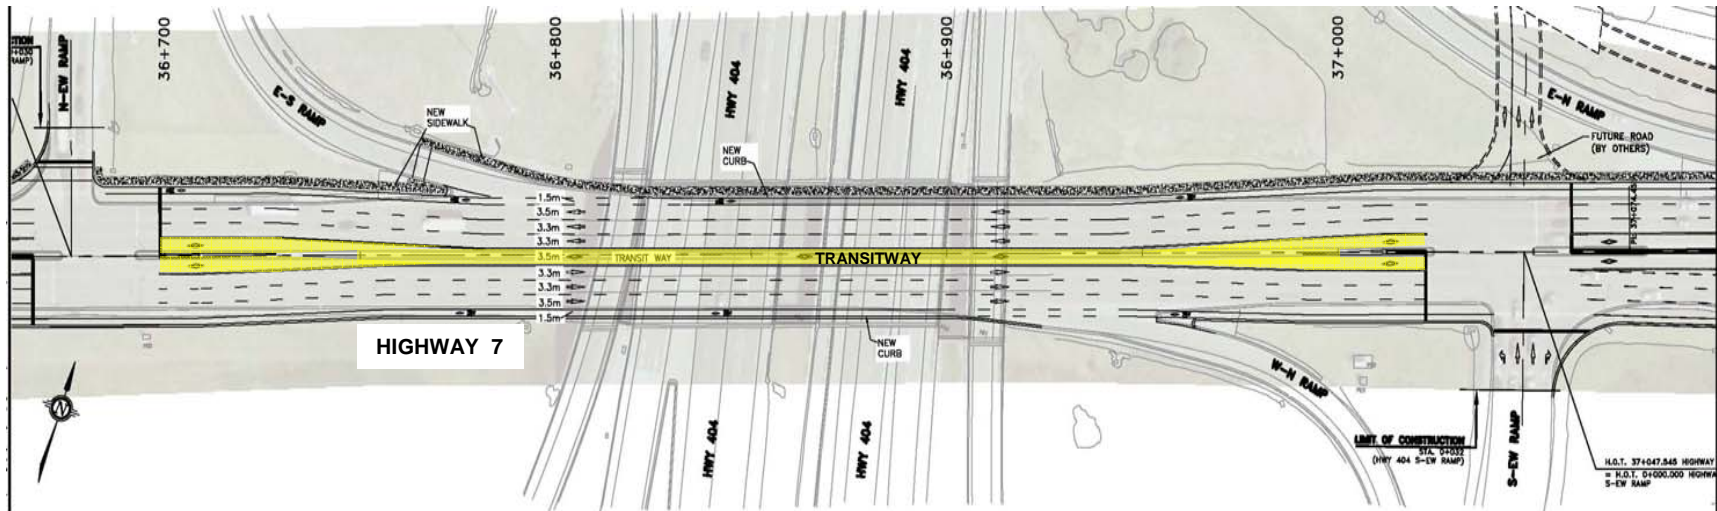 36+700
36+800
36+900
37+000
N-EW RAMP
E-S RAMP
HWY 404
HWY 404
E-N RAMP
NEW
SIDEWALK
NEW
CURB
FUTURE ROAD
(BY OTHERS)
1.5m
3.5m
3.3m
3.3m
3.5m
3.3m
3.3m
3.5m
1.5m
TRANSIT WAY
TRANSITWAY
HIGHWAY 7
NEW
CURB
W-N RAMP
N
HWY 404
HWY 404
LIMIT OF CONSTRUCTION
STA. 0+032
(HWY 404 S-EW RAMP)
S-EW RAMP
H.O.T. 37+047.545 HIGHWAY
= H.O.T. 0+000.000 HIGHWA
S-EW RAMP